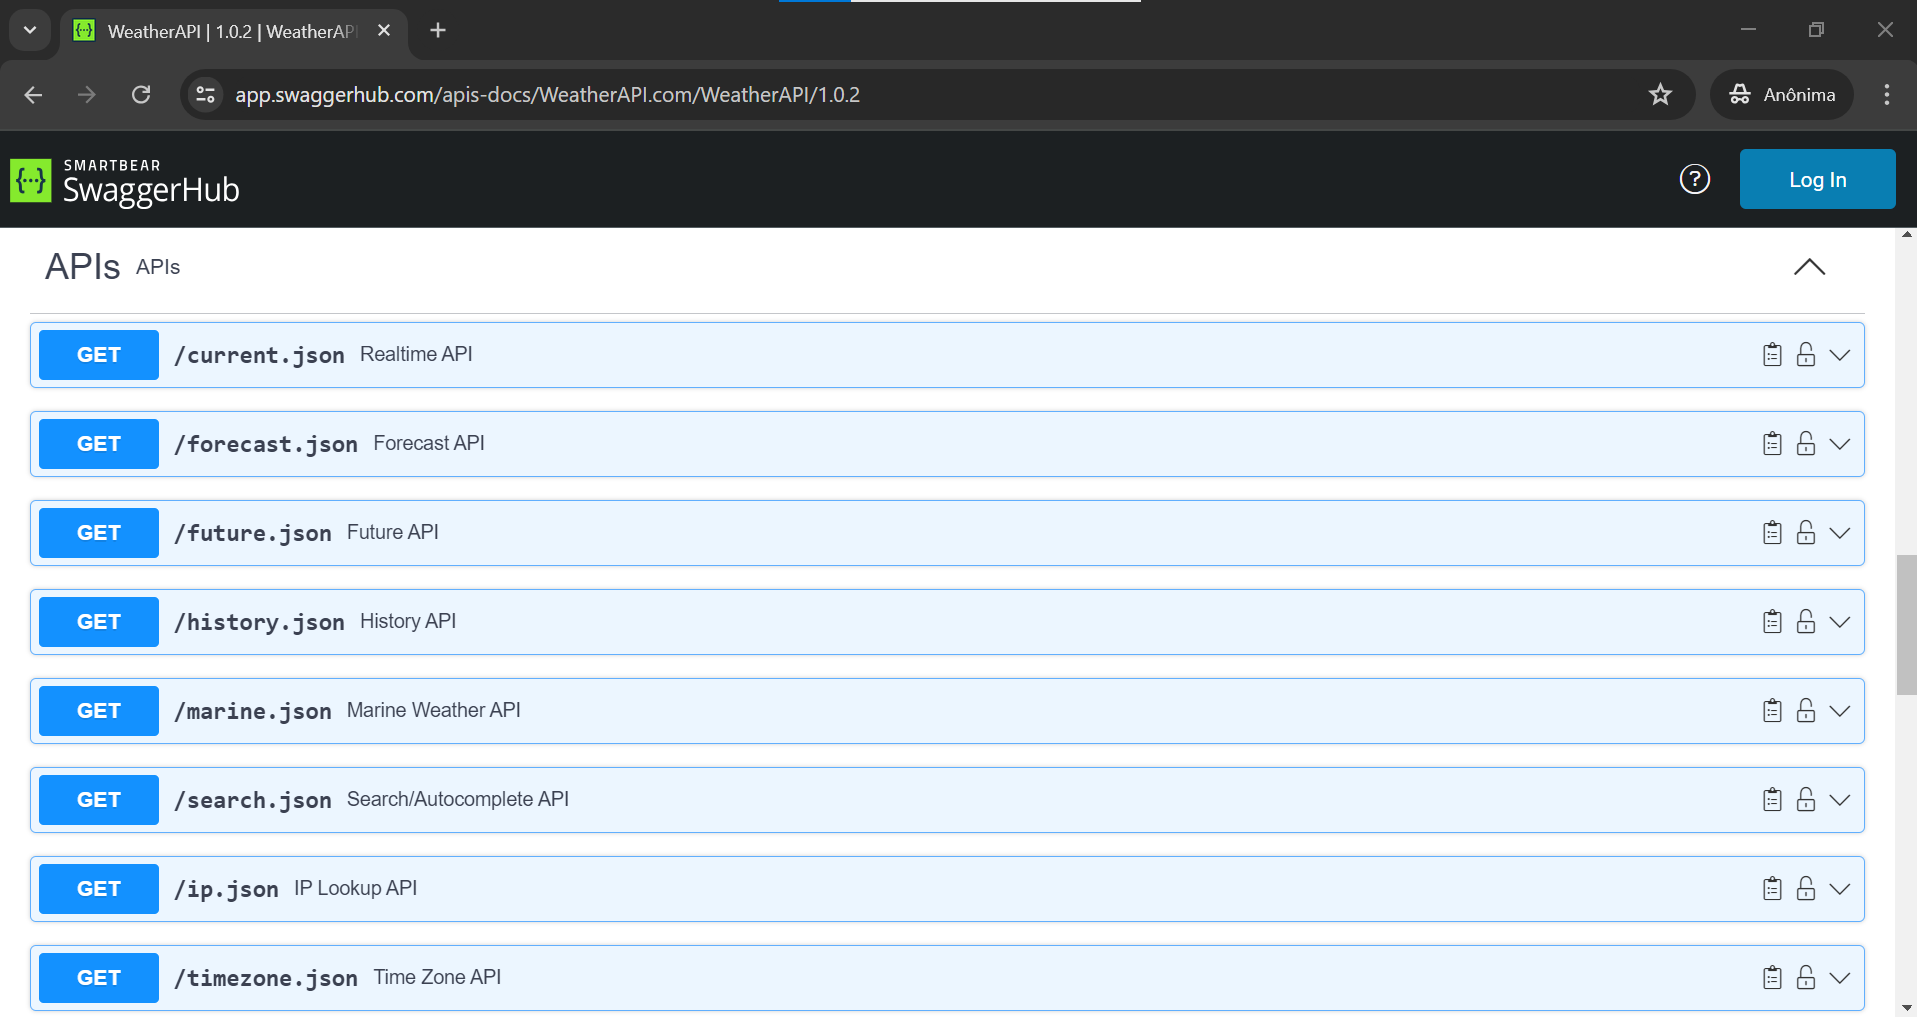 WeatherAPI | 1.0.2 | WeatherAPI
app.swaggerhub.com/apis-docs/WeatherAPI.com/WeatherAPI/1.0.2
Anônima
SMARTBEAR
SwaggerHub
?
Log In
APIs APIs
GET /current.json Realtime API
GET /forecast.json Forecast API
GET /future.json Future API
GET /history.json History API
GET /marine.json Marine Weather API
GET /search.json Search/Autocomplete API
GET /ip.json IP Lookup API
GET /timezone.json Time Zone API